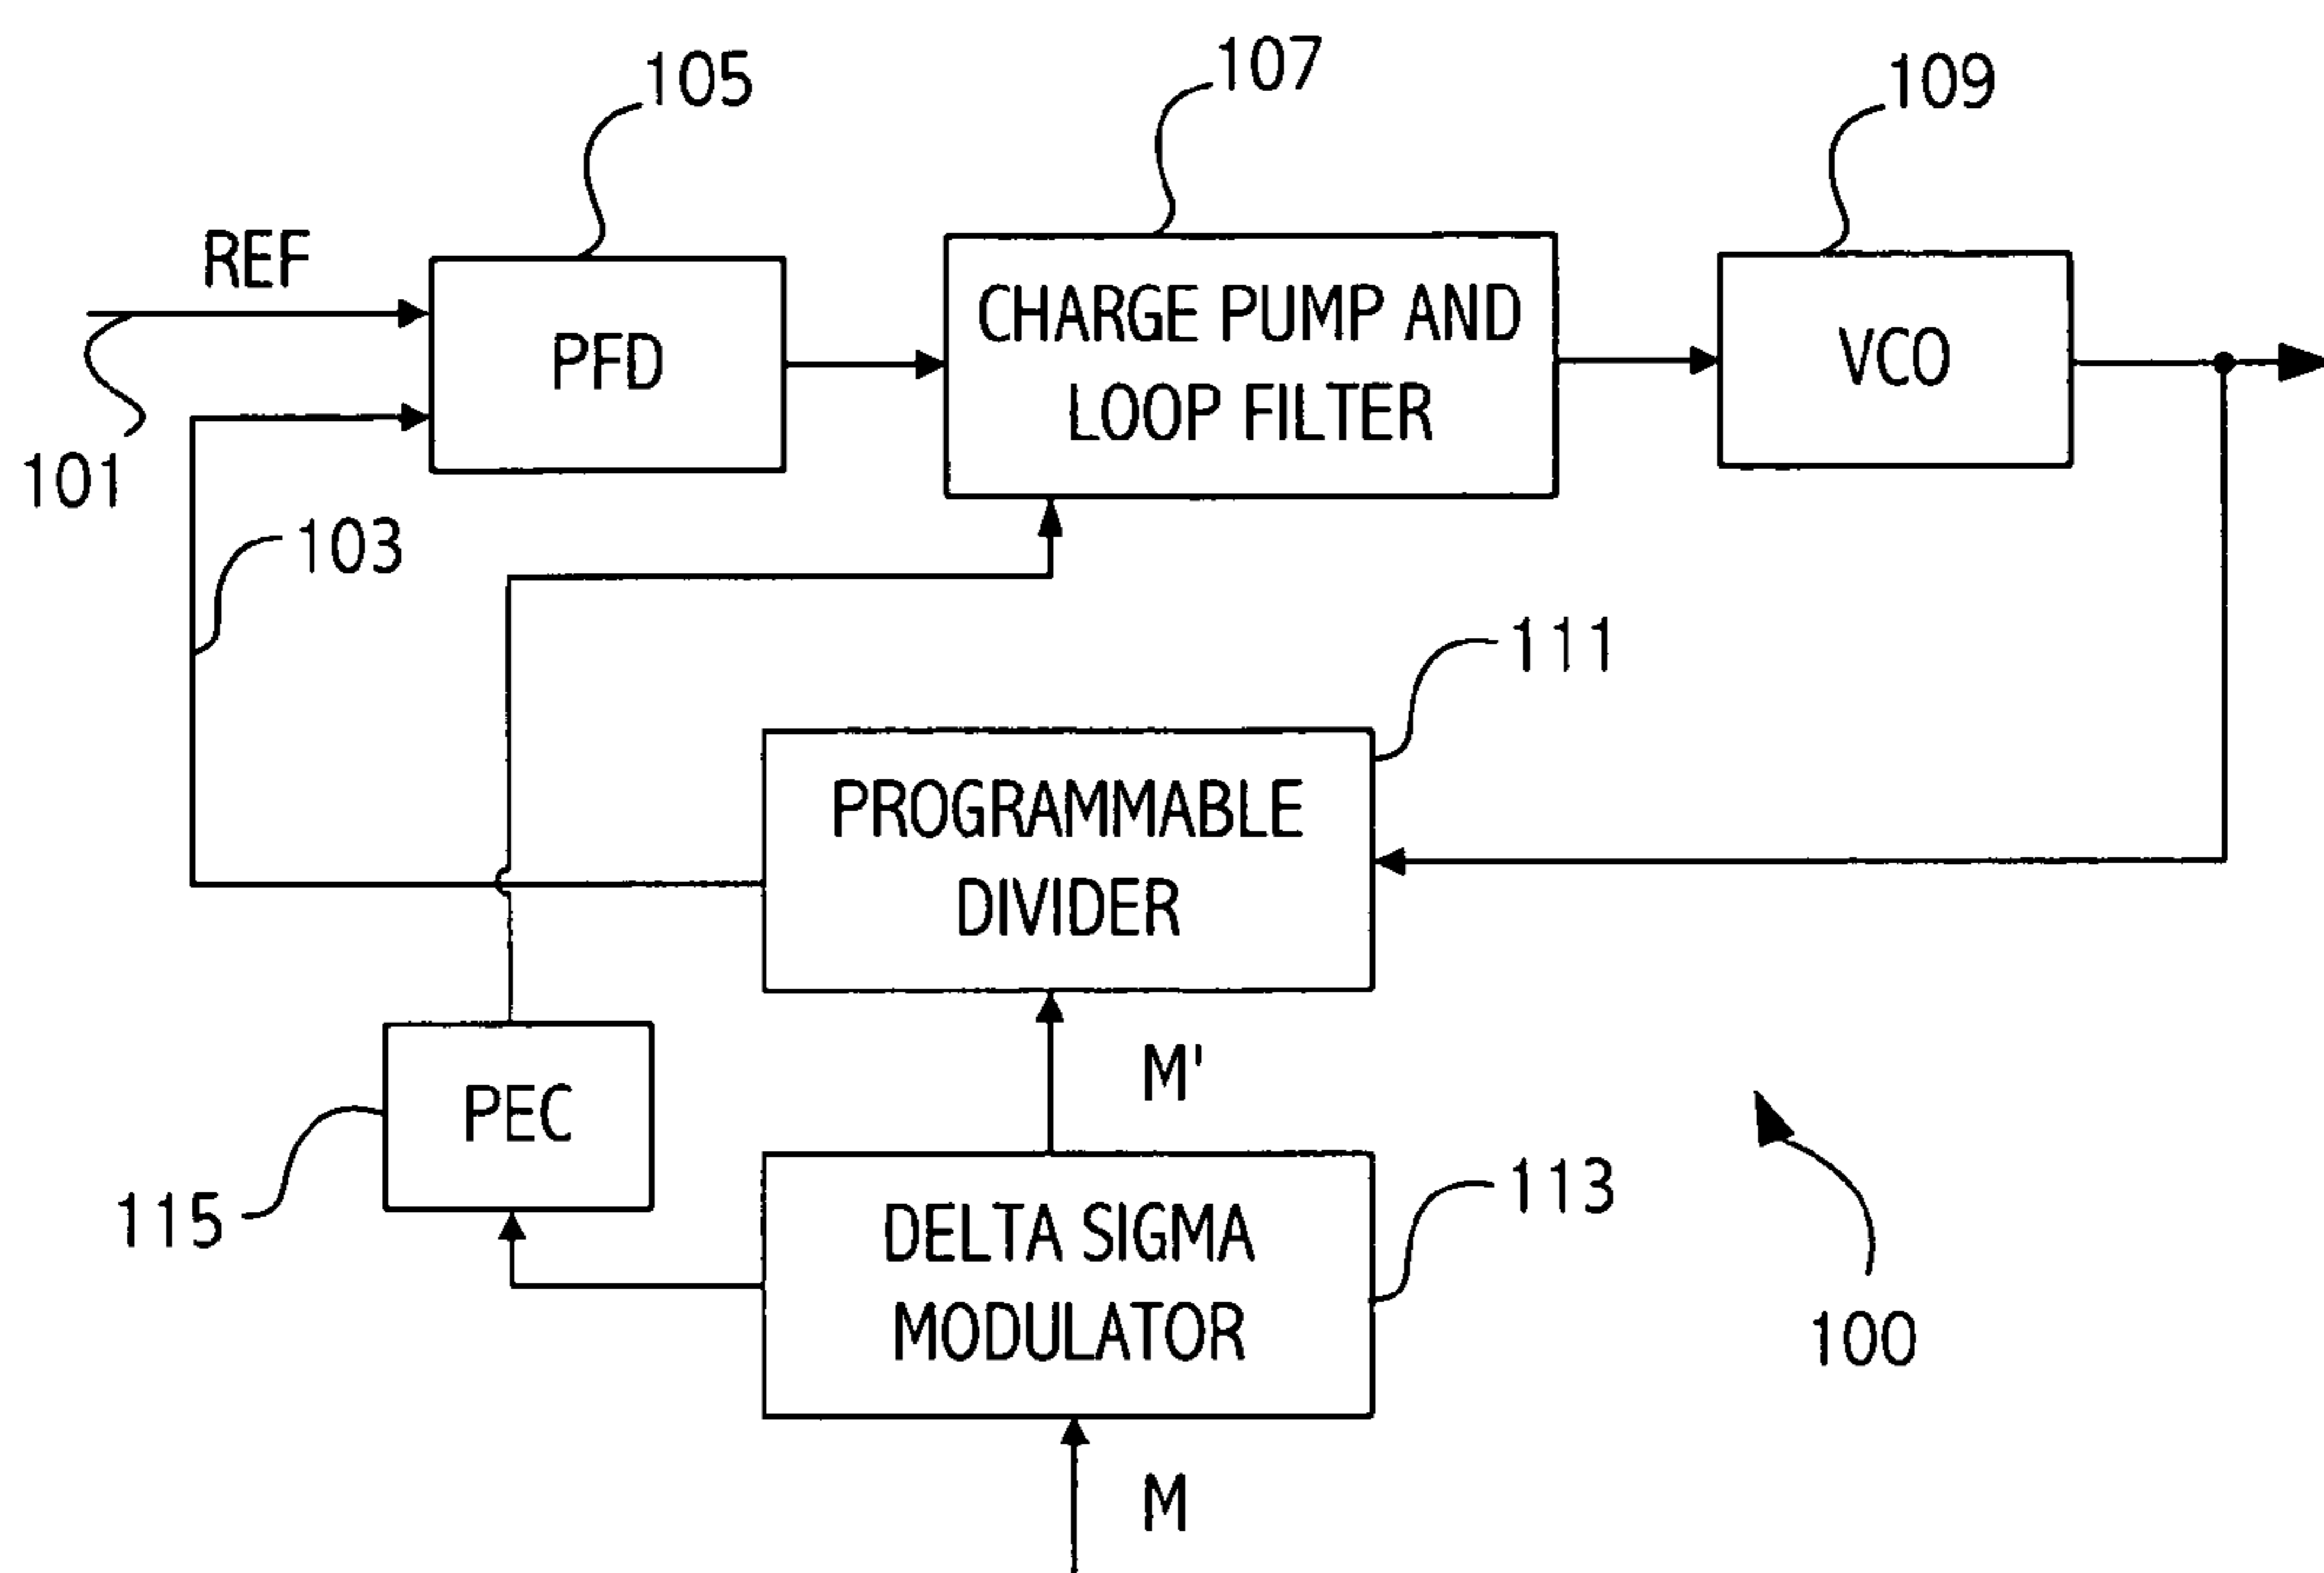 105
107
109
REF
PFD
CHARGE PUMP AND
LOOP FILTER
VCO
101
103
111
PROGRAMMABLE
DIVIDER
M'
PEC
115
DELTA SIGMA
MODULATOR
113
100
M